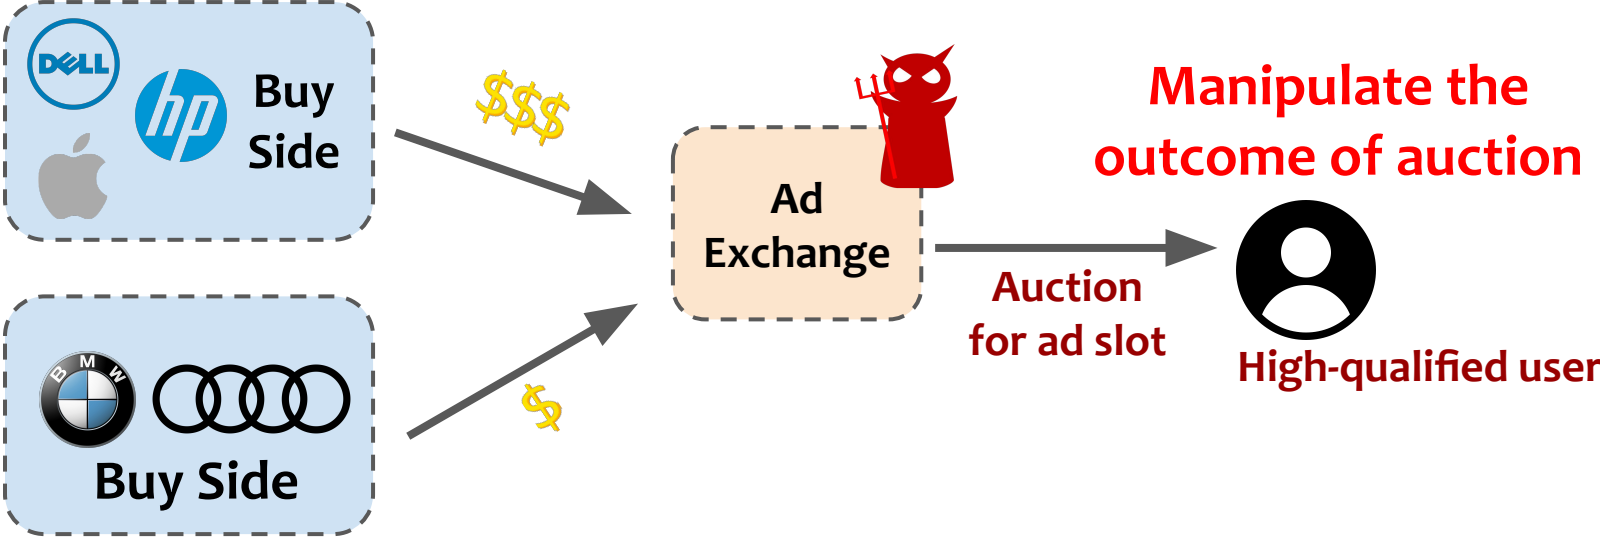 DELL
hp
Buy
Side
$$$
Ad
Exchange
Manipulate the
outcome of auction
Auction
for ad slot
High-qualified user
BMW
$
Buy Side